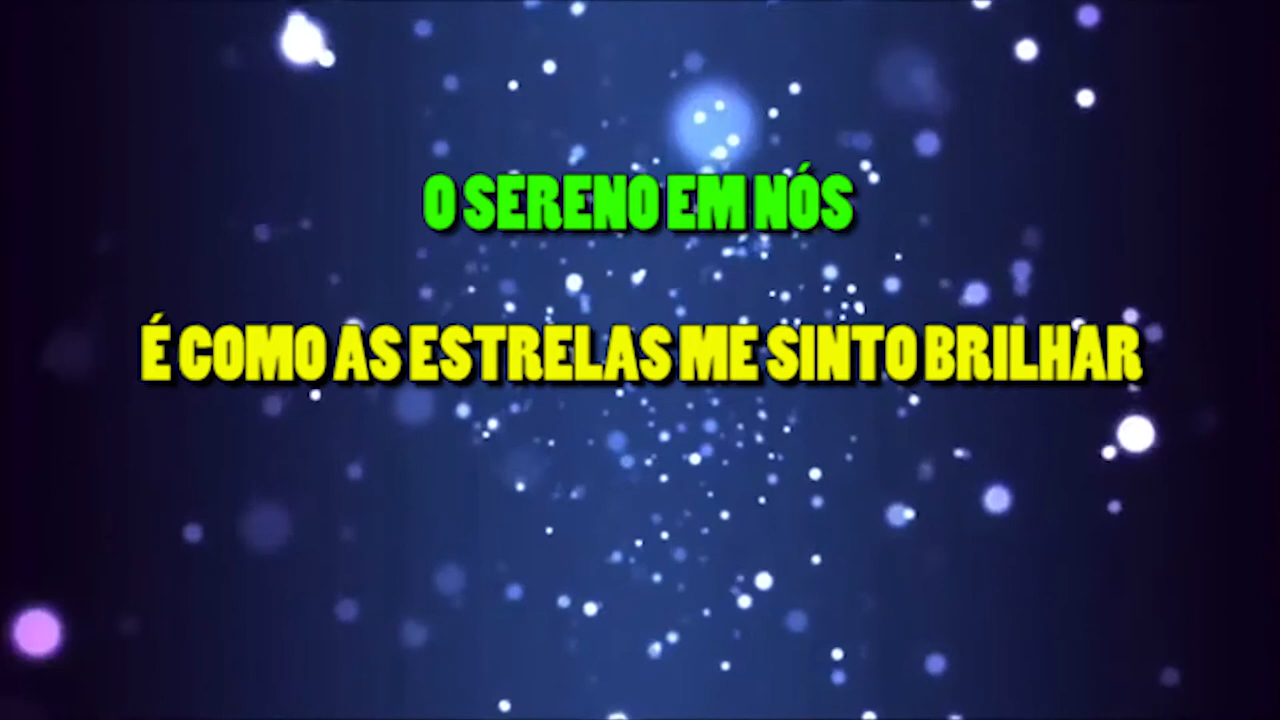 O SERENO EM NÓS
É COMO AS ESTRELAS ME SINTO BRILHAR